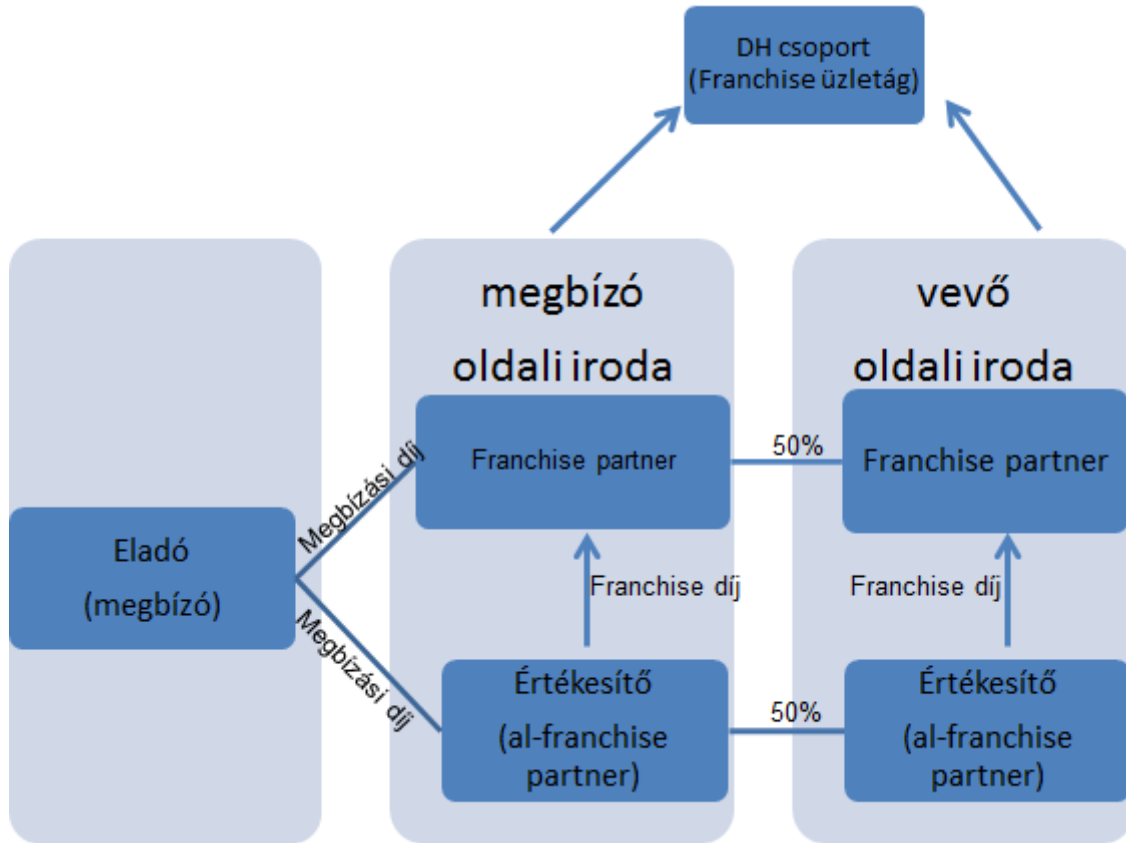 DH csoport
(Franchise üzletág)
megbízó
oldali iroda
vevő
oldali iroda
Megbízási díj
Franchise partner
50%
Franchise partner
Eladó
(megbízó)
Franchise díj
Franchise díj
Megbízási díj
Értékesítő
(al-franchise
partner)
50%
Értékesítő
(al-franchise
partner)